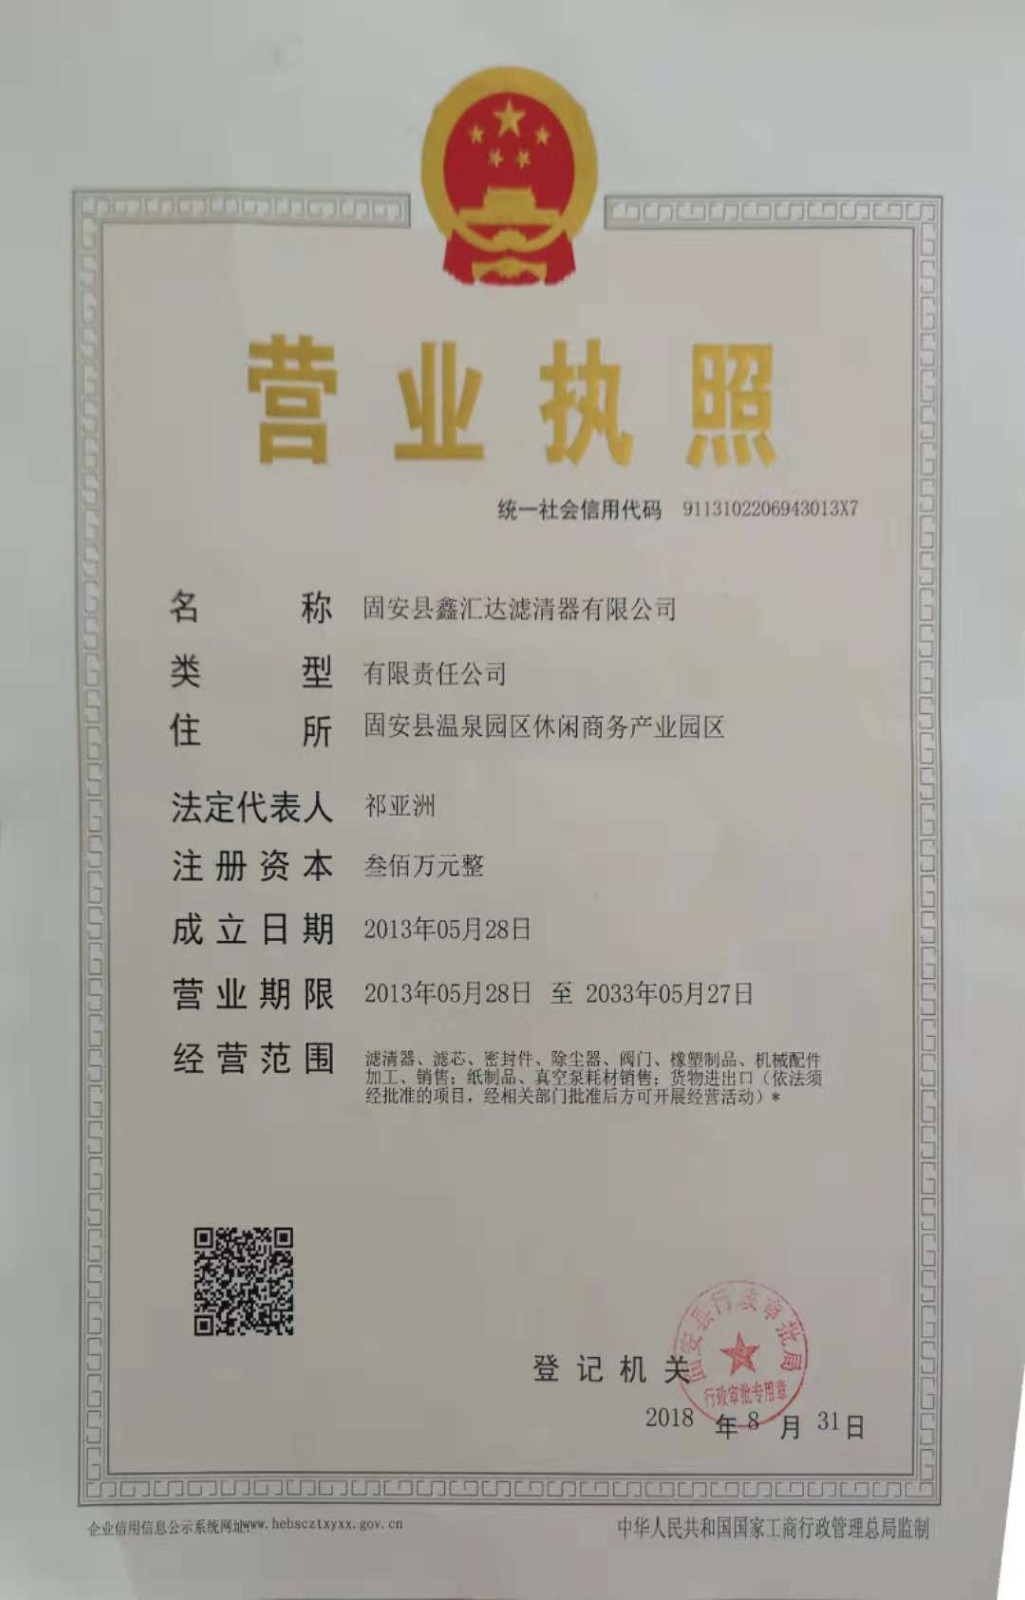 营业执照
统一社会信用代码 9113102206943013X7
名称 固安县鑫汇达滤清器有限公司
类型 有限责任公司
住所 固安县温泉园区休闲商务产业园区
法定代表人 祁亚洲
注册资本 叁佰万元整
成立日期 2013年05月28日
营业期限 2013年05月28日 至 2033年05月27日
经营范围 滤清器、滤芯、密封件、除尘器、阀门、橡塑制品、机械配件
加工、销售；纸制品、真空泵耗材销售；货物进出口（依法须
经批准的项目，经相关部门批准后方可开展经营活动）*
固安县行政审批局
行政审批专用章
登记机关
2018 年 8 月 31 日
企业信用信息公示系统网址:www.hebscztxyxx.gov.cn
中华人民共和国国家工商行政管理总局监制